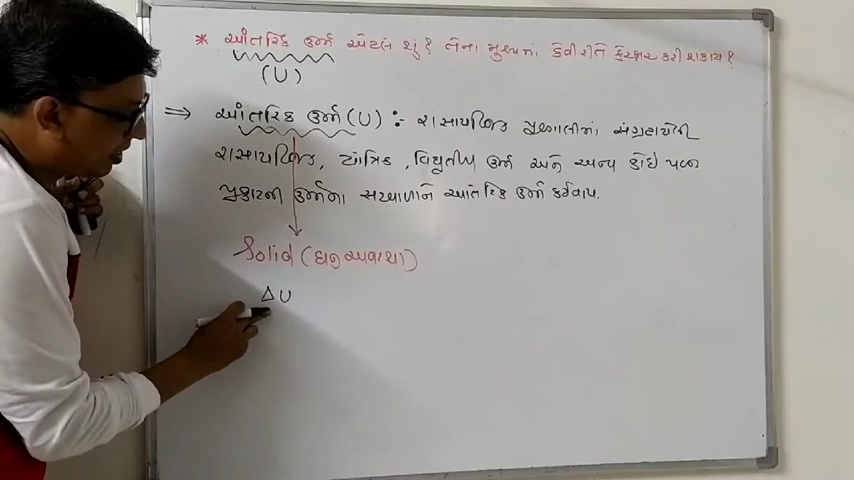 * આંતરિક ઉર્જા એટલે શું? તેના મુલ્યમાં કેવીરીતે ફેરફાર કરી શકાય?
(U)
⇒ આંતરિક ઉર્જા (U) :- રાસાયણિક પ્રણાલીમાં સંગ્રહાયેલી
રાસાયણિક, યાંત્રિક, વિદ્યુતીય ઉર્જા અને અન્ય કોઇ પણ
પ્રકારની ઉર્જાના સરવાળાને આંતરિક ઉર્જા કહેવાય.
Solid (ઘન અવસ્થા)
ΔU